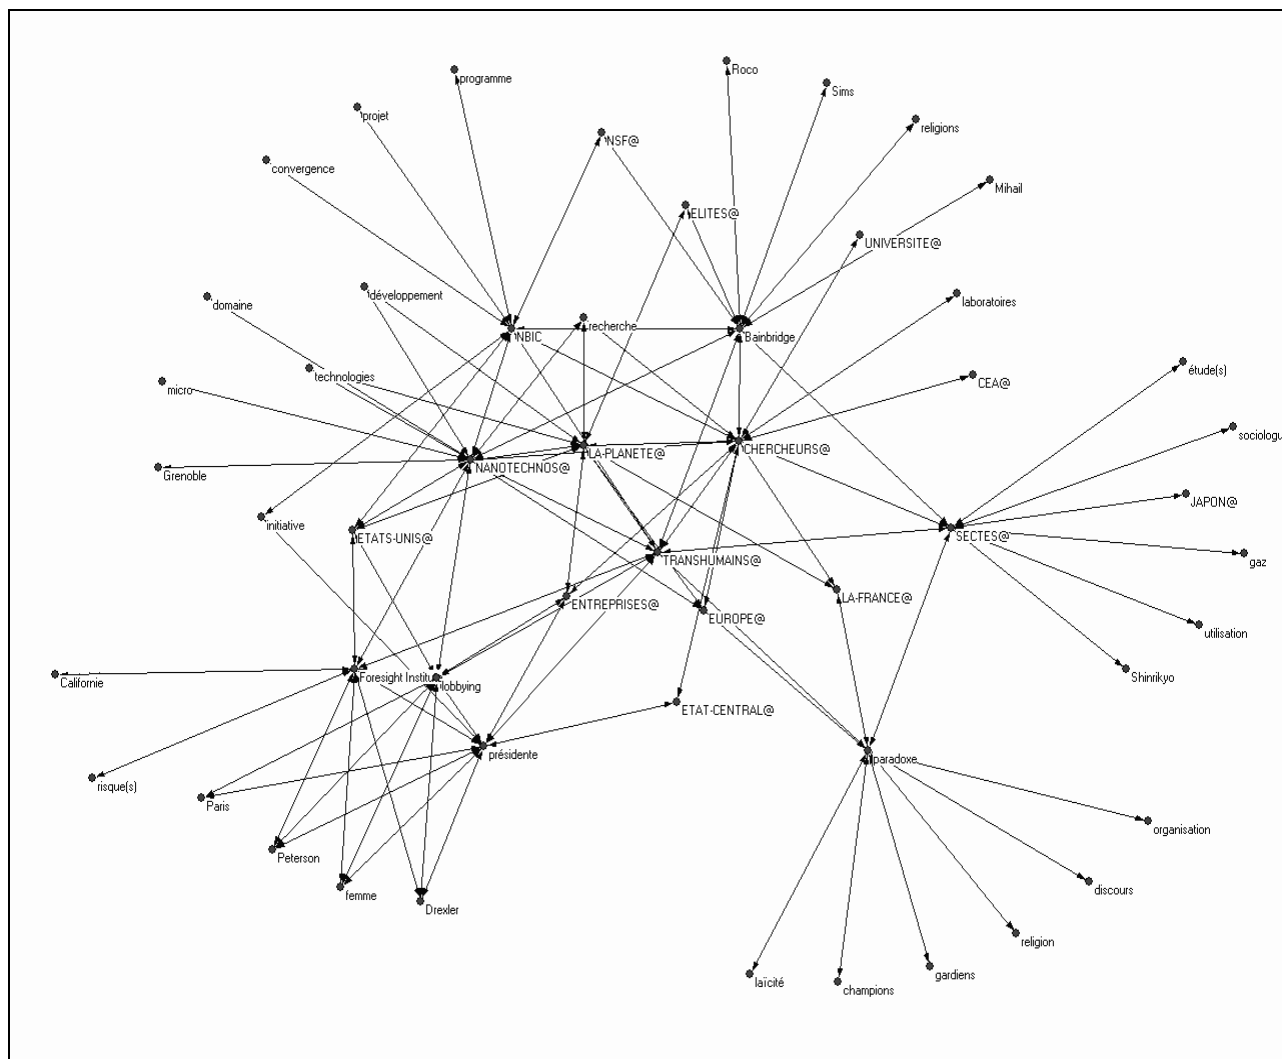 Roco
programme
Sims
projet
religions
NSF@
convergence
Mihail
ELITES@
UNIVERSITE@
développement
laboratoires
domaine
recherche
NBIC
Bainbridge
étude(s)
technologies
CEA@
micro
sociologu
CHERCHEURS@
LA-PLANETE@
NANOTECHNOS@
Grenoble
JAPON@
initiative
ETATS-UNIS@
SECTES@
TRANSHUMAINS@
gaz
LA-FRANCE@
ENTREPRISES@
EUROPE@
utilisation
Foresight Institute
Shinrikyo
Californie
lobbying
ETAT-CENTRAL@
présidente
paradoxe
risque(s)
Paris
organisation
Peterson
discours
femme
Drexler
religion
gardiens
laïcité
champions